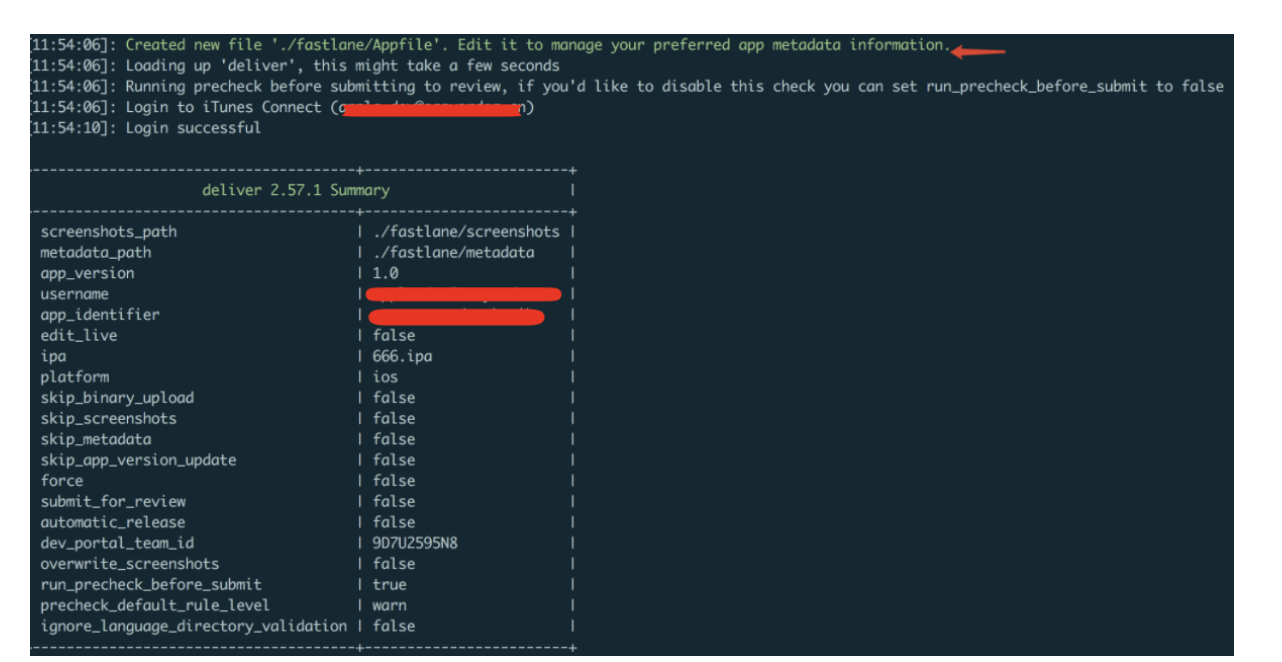 [11:54:06]: Created new file './fastlane/Appfile'. Edit it to manage your preferred app metadata information.
[11:54:06]: Loading up 'deliver', this might take a few seconds
[11:54:06]: Running precheck before submitting to review, if you'd like to disable this check you can set run_precheck_before_submit to false
[11:54:06]: Login to iTunes Connect ( )
[11:54:10]: Login successful
-----------------------------------+------------------------+
deliver 2.57.1 Summary |
-----------------------------------+------------------------+
screenshots_path | ./fastlane/screenshots |
metadata_path | ./fastlane/metadata |
app_version | 1.0 |
username | |
app_identifier | |
edit_live | false |
ipa | 666.ipa |
platform | ios |
skip_binary_upload | false |
skip_screenshots | false |
skip_metadata | false |
skip_app_version_update | false |
force | false |
submit_for_review | false |
automatic_release | false |
dev_portal_team_id | 9D7U2595N8 |
overwrite_screenshots | false |
run_precheck_before_submit | true |
precheck_default_rule_level | warn |
ignore_language_directory_validation | false |
-----------------------------------+------------------------+